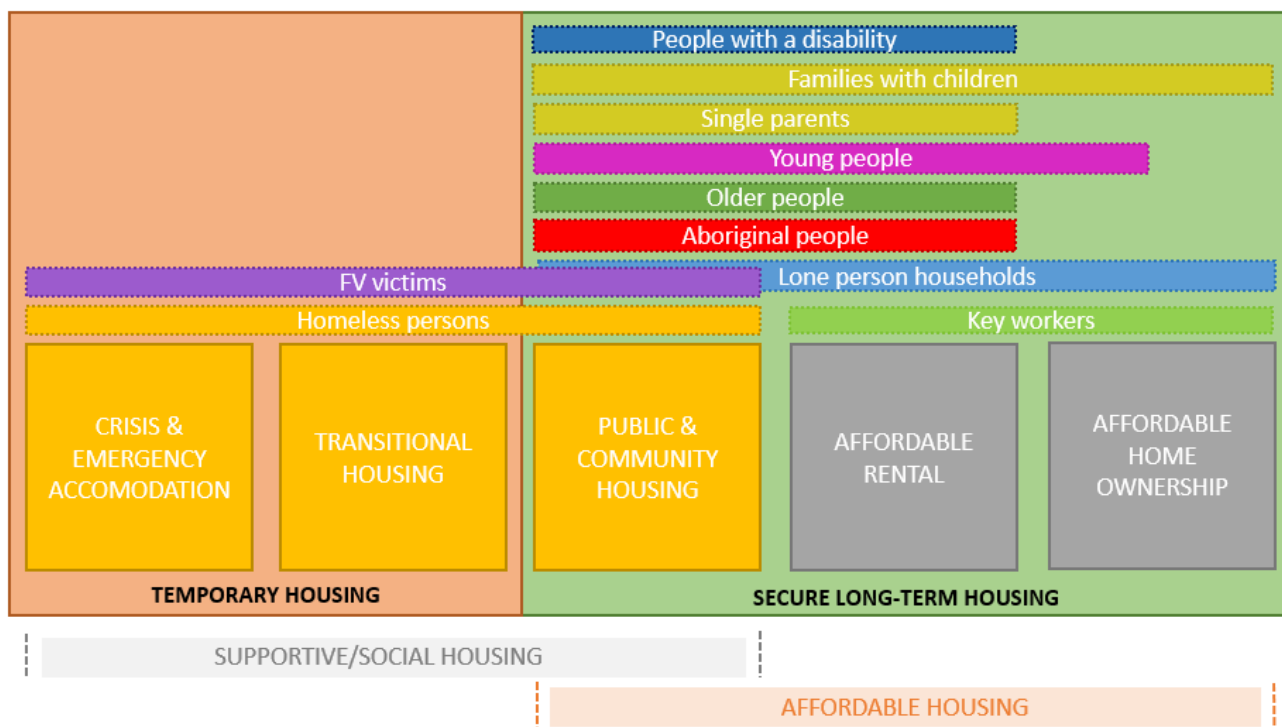 People with a disability
Families with children
Single parents
Young people
Older people
Aboriginal people
Lone person households
FV victims
Homeless persons
Key workers
CRISIS &
EMERGENCY
ACCOMODATION
TRANSITIONAL
HOUSING
PUBLIC &
COMMUNITY
HOUSING
AFFORDABLE
RENTAL
AFFORDABLE
HOME
OWNERSHIP
TEMPORARY HOUSING
SECURE LONG-TERM HOUSING
SUPPORTIVE/SOCIAL HOUSING
AFFORDABLE HOUSING